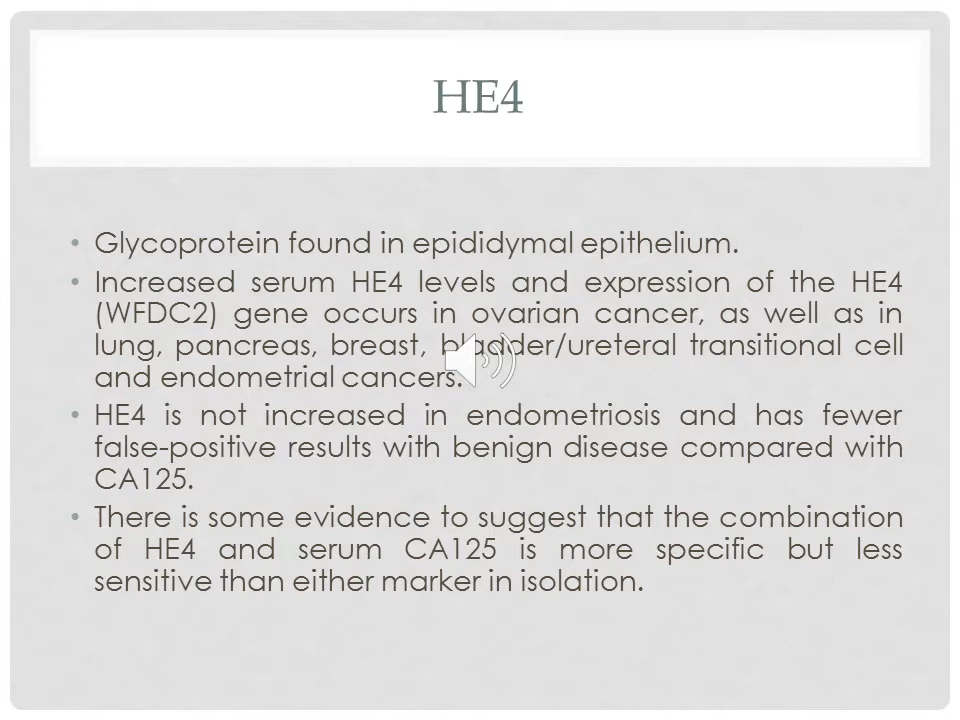 HE4
• Glycoprotein found in epididymal epithelium.
• Increased serum HE4 levels and expression of the HE4
(WFDC2) gene occurs in ovarian cancer, as well as in
lung, pancreas, breast, bladder/ureteral transitional cell
and endometrial cancers.
• HE4 is not increased in endometriosis and has fewer
false-positive results with benign disease compared with
CA125.
• There is some evidence to suggest that the combination
of HE4 and serum CA125 is more specific but less
sensitive than either marker in isolation.